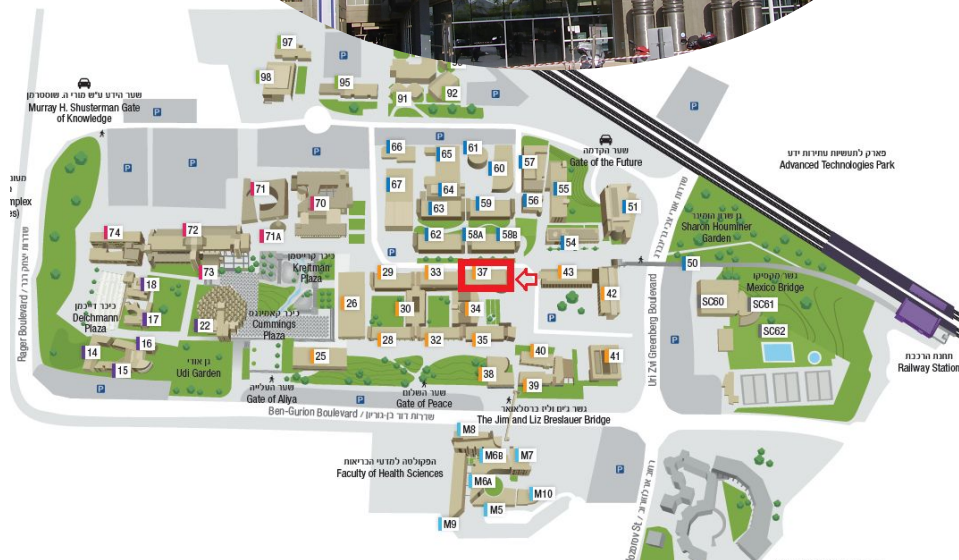 97
98
95
91
92
שער הידע ע״ש מורי ה. שוסטרמן
Murray H. Shusterman Gate
of Knowledge
P
P
P
P
P
P
P
66
65
61
60
57
67
64
63
59
56
55
51
62
58A
58B
54
שער הקדמה
Gate of the Future
פארק לתעשיות עתירות ידע
Advanced Technologies Park
71
70
71A
72
74
73
כיכר קרייטמן
Kreitman
Plaza
גן שרון הומינר
Sharon Houminer
Garden
שדרות יצחק רגר / Rager Boulevard
18
17
כיכר דייכמן
Deichmann
Plaza
16
14
15
22
כיכר קאמינגס
Cummings
Plaza
גן אודי
Udi Garden
25
26
29
33
37
30
34
28
32
35
43
42
P
38
40
39
41
50
גשר מקסיקו
Mexico Bridge
SC60
SC61
SC62
P
תחנת הרכבת
Railway Station
Uri Zvi Greenberg Boulevard
שער העלייה
Gate of Aliya
שער השלום
Gate of Peace
P
P
Ben-Gurion Boulevard / שדרות דוד בן-גוריון
גשר ג'ים וליז ברסלאואר
The Jim and Liz Breslauer Bridge
הפקולטה למדעי הבריאות
Faculty of Health Sciences
M8
M6B
M7
M6A
M10
M5
M9
P